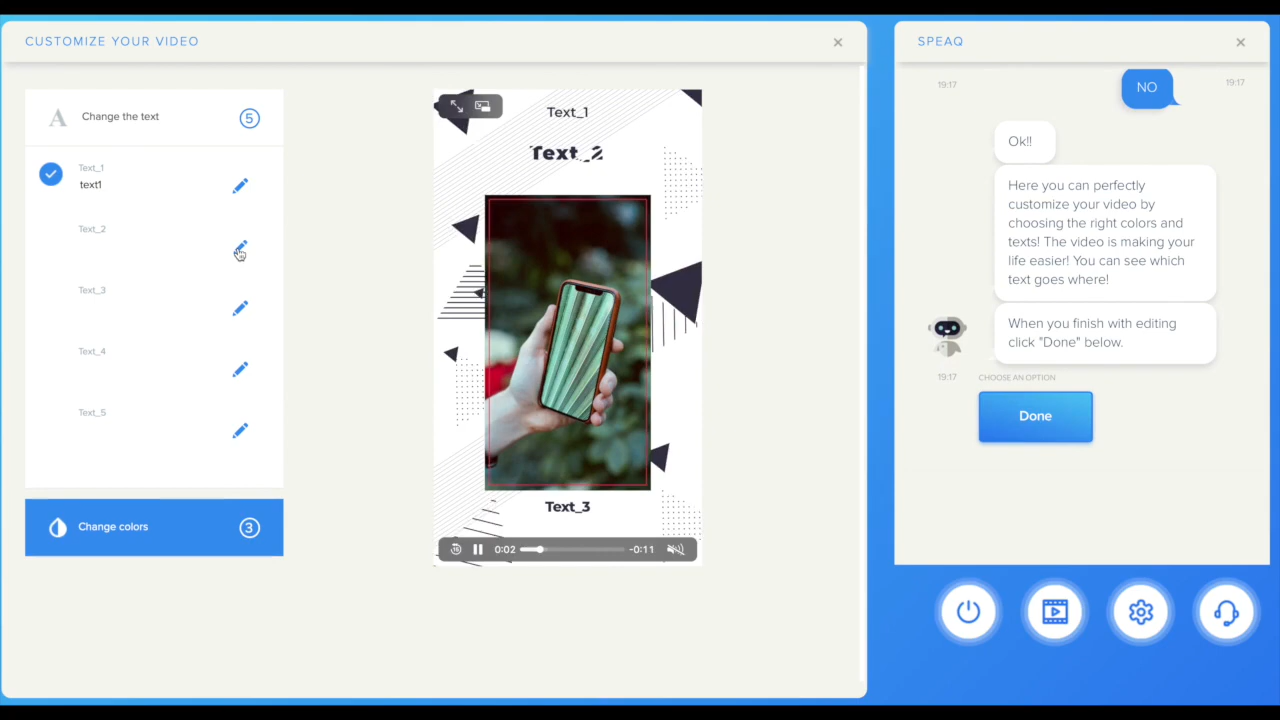 CUSTOMIZE YOUR VIDEO
Change the text
5
Text_1
text1
Text_2
Text_3
Text_4
Text_5
Change colors
3
Text_1
Text_2
Text_3
15
0:02
-0:11
SPEAQ
19:17
NO
19:17
Ok!!
Here you can perfectly
customize your video by
choosing the right colors and
texts! The video is making your
life easier! You can see which
text goes where!
When you finish with editing
click "Done" below.
19:17
CHOOSE AN OPTION
Done